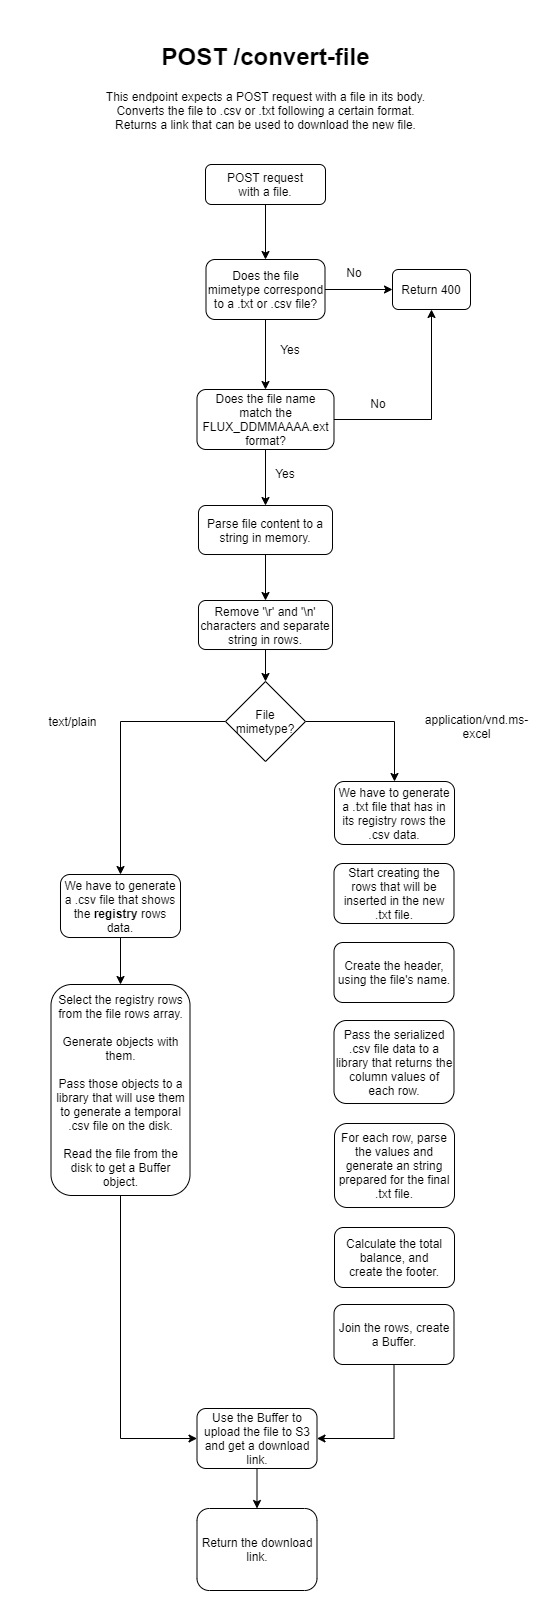 POST /convert-file
This endpoint expects a POST request with a file in its body.
Converts the file to .csv or .txt following a certain format.
Returns a link that can be used to download the new file.
POST request
with a file.
Does the file
mimetype correspond
to a .txt or .csv file?
No
Return 400
Yes
Does the file name
match the
FLUX_DDMMAAAA.ext
format?
No
Yes
Parse file content to a
string in memory.
Remove '\r' and '\n'
characters and separate
string in rows.
File
mimetype?
text/plain
application/vnd.ms-
excel
We have to generate
a .txt file that has in
its registry rows the
.csv data.
Start creating the
rows that will be
inserted in the new
.txt file.
We have to generate
a .csv file that shows
the registry rows
data.
Create the header,
using the file's name.
Select the registry rows
from the file rows array.
Generate objects with
them.
Pass those objects to a
library that will use them
to generate a temporal
.csv file on the disk.
Read the file from the
disk to get a Buffer
object.
Pass the serialized
.csv file data to a
library that returns the
column values of
each row.
For each row, parse
the values and
generate an string
prepared for the final
.txt file.
Calculate the total
balance, and
create the footer.
Join the rows, create
a Buffer.
Use the Buffer to
upload the file to S3
and get a download
link.
Return the download
link.